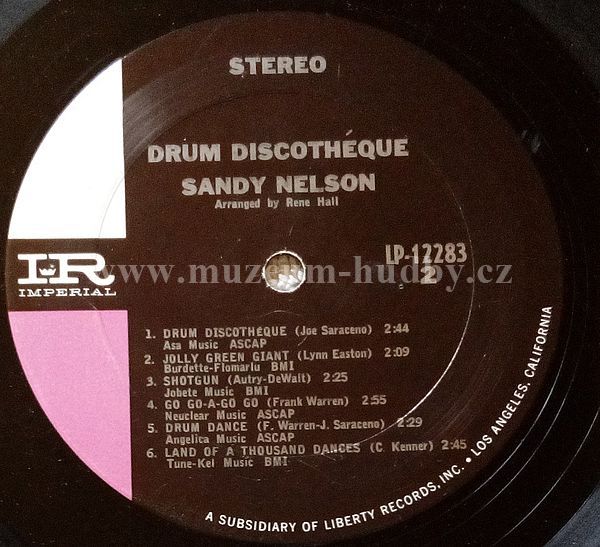 STEREO
DRUM DISCOTHÉQUE
SANDY NELSON
Arranged by Rene Hall
LP-12283
2
IR
IMPERIAL
www.muzeum-hudby.cz
1. DRUM DISCOTHÉQUE (Joe Saraceno) 2:44
Asa Music ASCAP
2. JOLLY GREEN GIANT (Lynn Easton) 2:09
Burdette-Flomarlu BMI
3. SHOTGUN (Autry-DeWalt) 2:25
Jobete Music BMI
4. GO GO-A-GO GO (Frank Warren) 2:55
Neuclear Music ASCAP
5. DRUM DANCE (F. Warren-J. Saraceno) 2:29
Angelica Music ASCAP
6. LAND OF A THOUSAND DANCES (C. Kenner) 2:45
Tune-Kel Music BMI
A SUBSIDIARY OF LIBERTY RECORDS, INC. • LOS ANGELES, CALIFORNIA